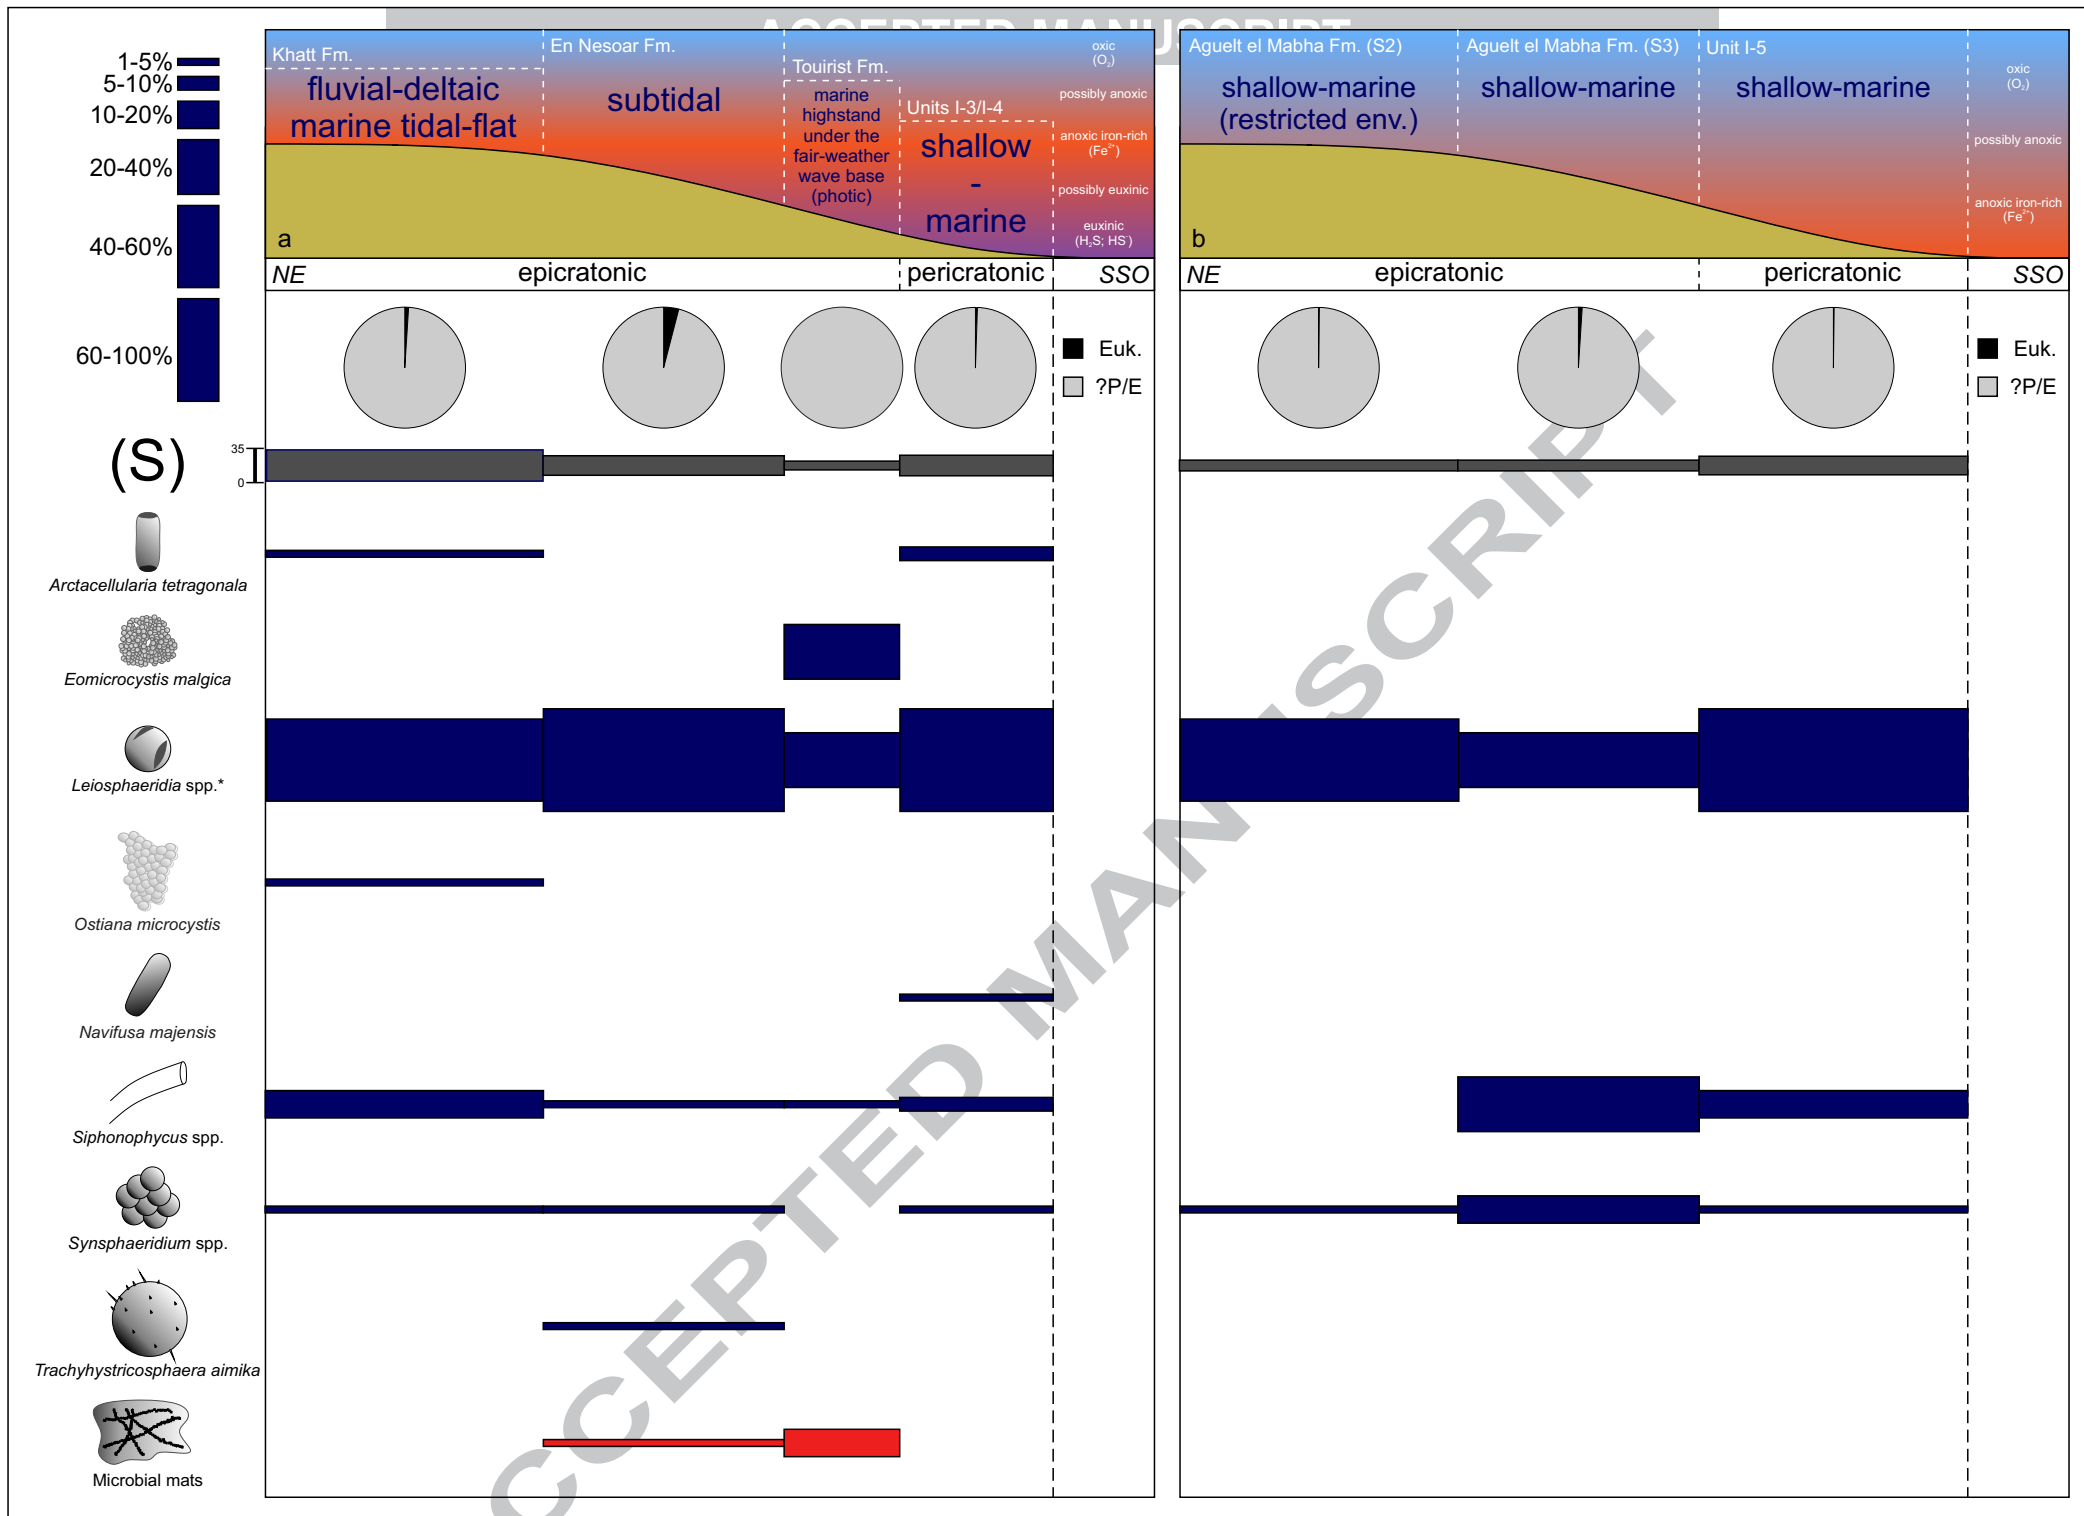 ACCEPTED MANUSCRIPT
1-5%
5-10%
10-20%
20-40%
40-60%
60-100%
Khatt Fm.
fluvial-deltaic
marine tidal-flat
En Nesoar Fm.
subtidal
Tourist Fm.
marine
highstand
under the
fair-weather
wave base
(photic)
Units I-3/I-4
shallow
-
marine
oxic
(O₂)
possibly anoxic
anoxic iron-rich
(Fe²⁺)
possibly euxinic
euxinic
(H₂S; HS⁻)
a
NE epicratonic pericratonic SSO
Aguelt el Mabha Fm. (S2)
shallow-marine
(restricted env.)
Aguelt el Mabha Fm. (S3)
shallow-marine
Unit I-5
shallow-marine
oxic
(O₂)
possibly anoxic
anoxic iron-rich
(Fe²⁺)
b
NE epicratonic pericratonic SSO
Euk.
?P/E
Euk.
?P/E
(S)
35
0
Arctacellularia tetragonala
Eomicrocystis malgica
Leiosphaeridia spp.*
Ostiana microcystis
Navifusa majensis
Siphonophycus spp.
Synsphaeridium spp.
Trachyhystricosphaera aimika
Microbial mats
ACCEPTED MANUSCRIPT